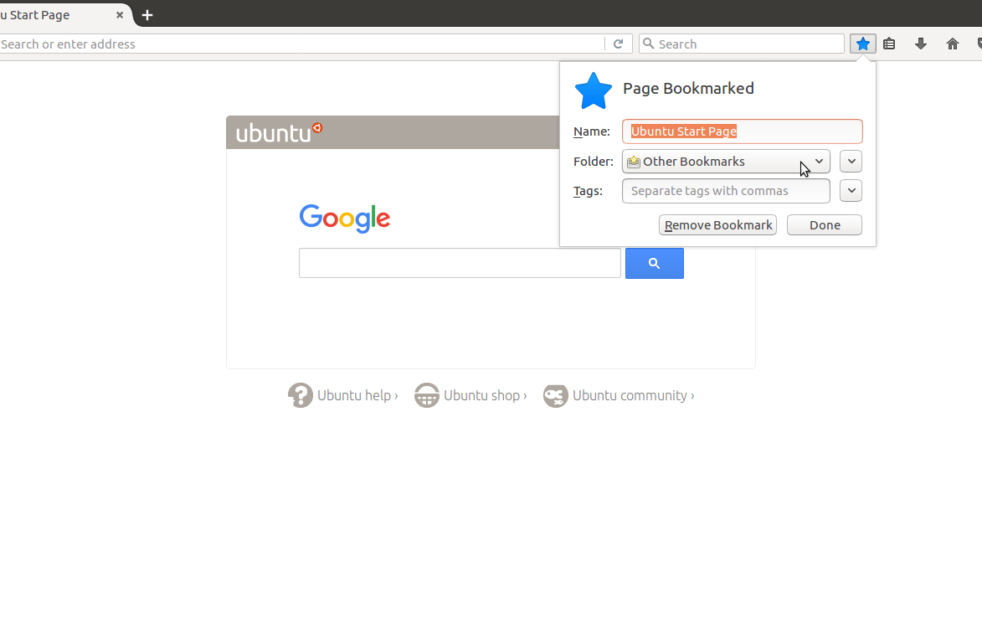 u Start Page
Search or enter address
Search
Page Bookmarked
Name:
Ubuntu Start Page
Folder:
Other Bookmarks
Tags:
Separate tags with commas
Remove Bookmark
Done
ubuntu
Google
Ubuntu help ›
Ubuntu shop ›
Ubuntu community ›